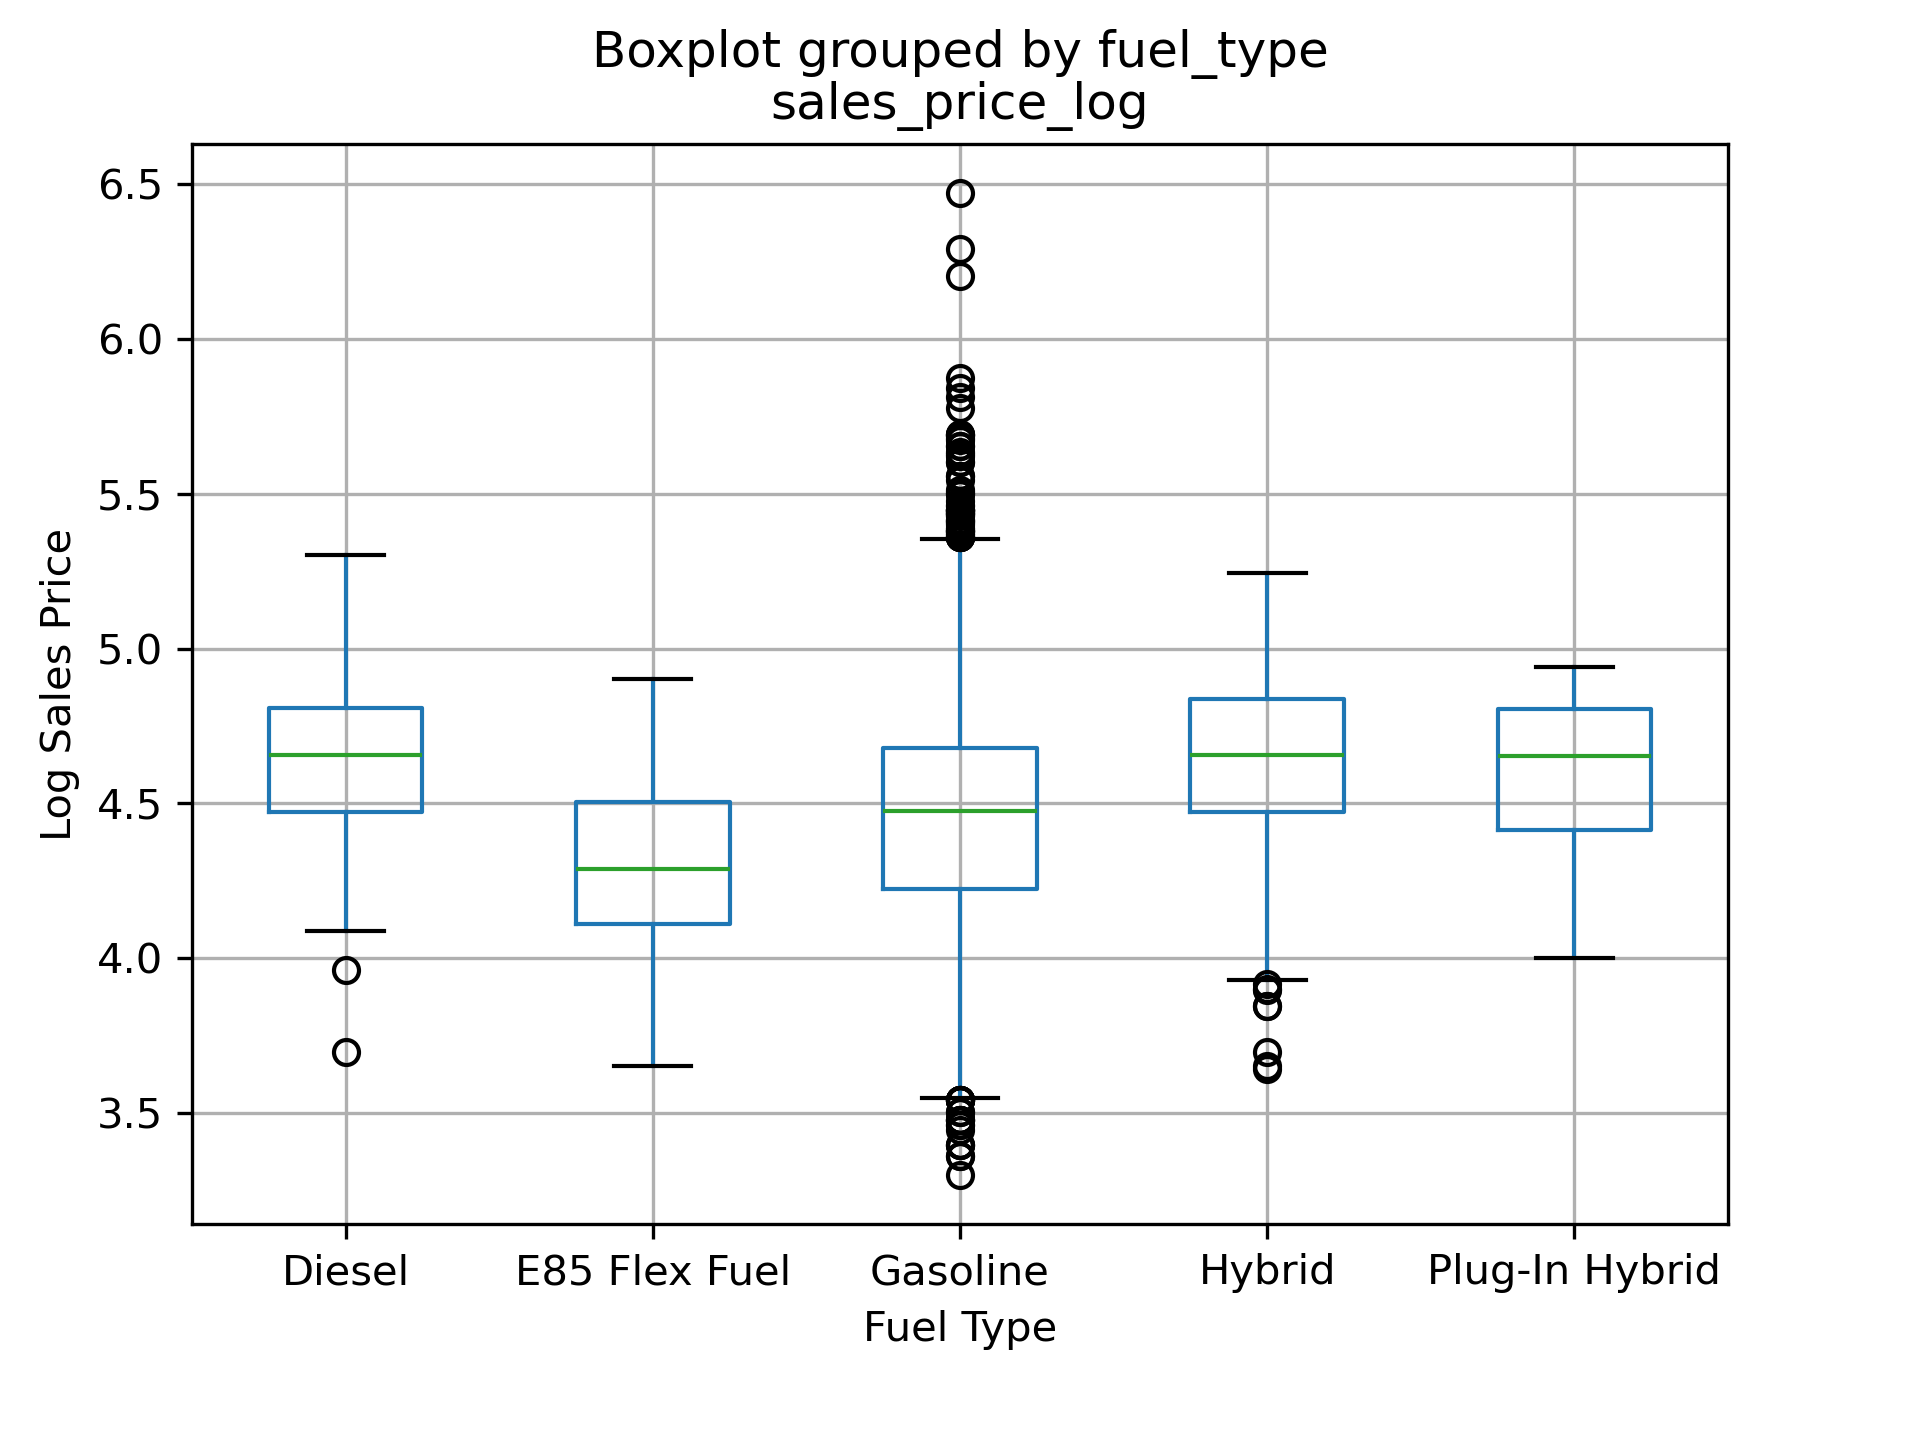 Boxplot grouped by fuel_type
sales_price_log
6.5
6.0
5.5
5.0
4.5
4.0
3.5
Log Sales Price
Diesel E85 Flex Fuel Gasoline Hybrid Plug-In Hybrid
Fuel Type